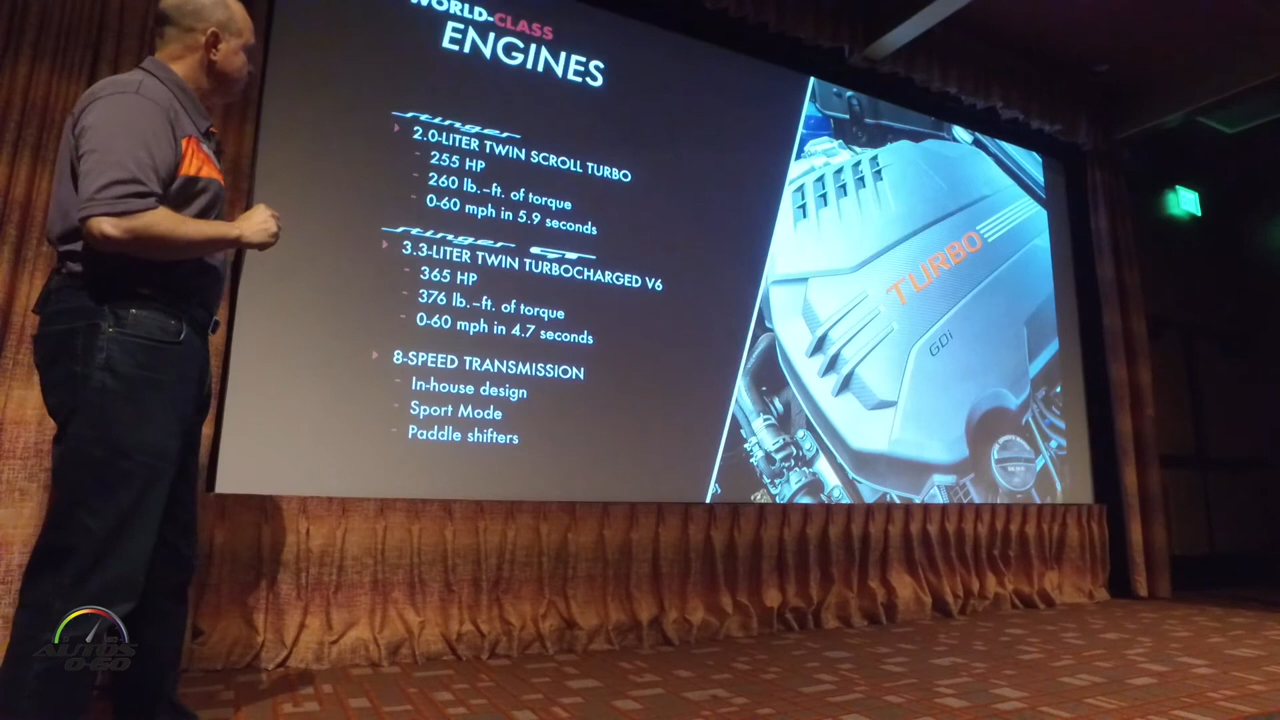 WORLD-CLASS
ENGINES
stinger
2.0-LITER TWIN SCROLL TURBO
- 255 HP
- 260 lb.-ft. of torque
- 0-60 mph in 5.9 seconds
stinger GT
3.3-LITER TWIN TURBOCHARGED V6
- 365 HP
- 376 lb.-ft. of torque
- 0-60 mph in 4.7 seconds
8-SPEED TRANSMISSION
- In-house design
- Sport Mode
- Paddle shifters
TURBO
GDi
AUTOS
0-60